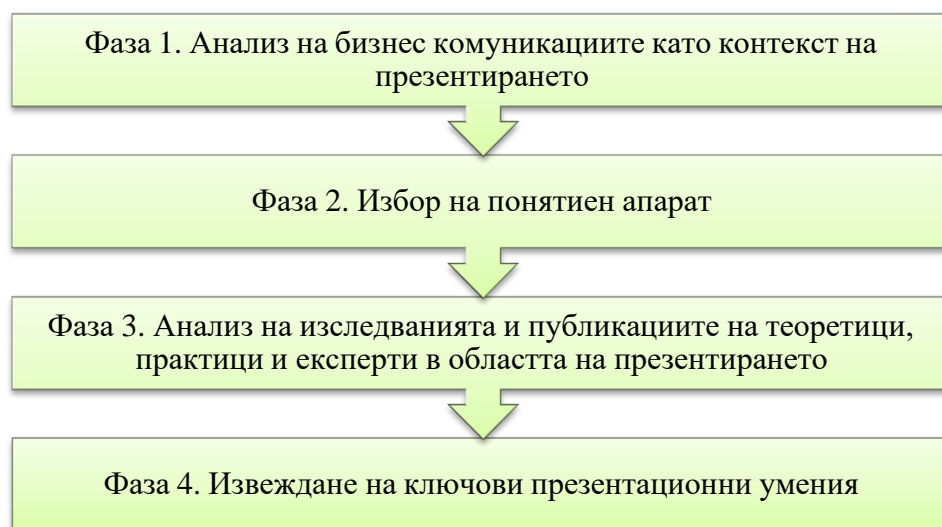 Фаза 1. Анализ на бизнес комуникациите като контекст на
презентирането
Фаза 2. Избор на понятиен апарат
Фаза 3. Анализ на изследванията и публикациите на теоретици,
практици и експерти в областта на презентирането
Фаза 4. Извеждане на ключови презентационни умения